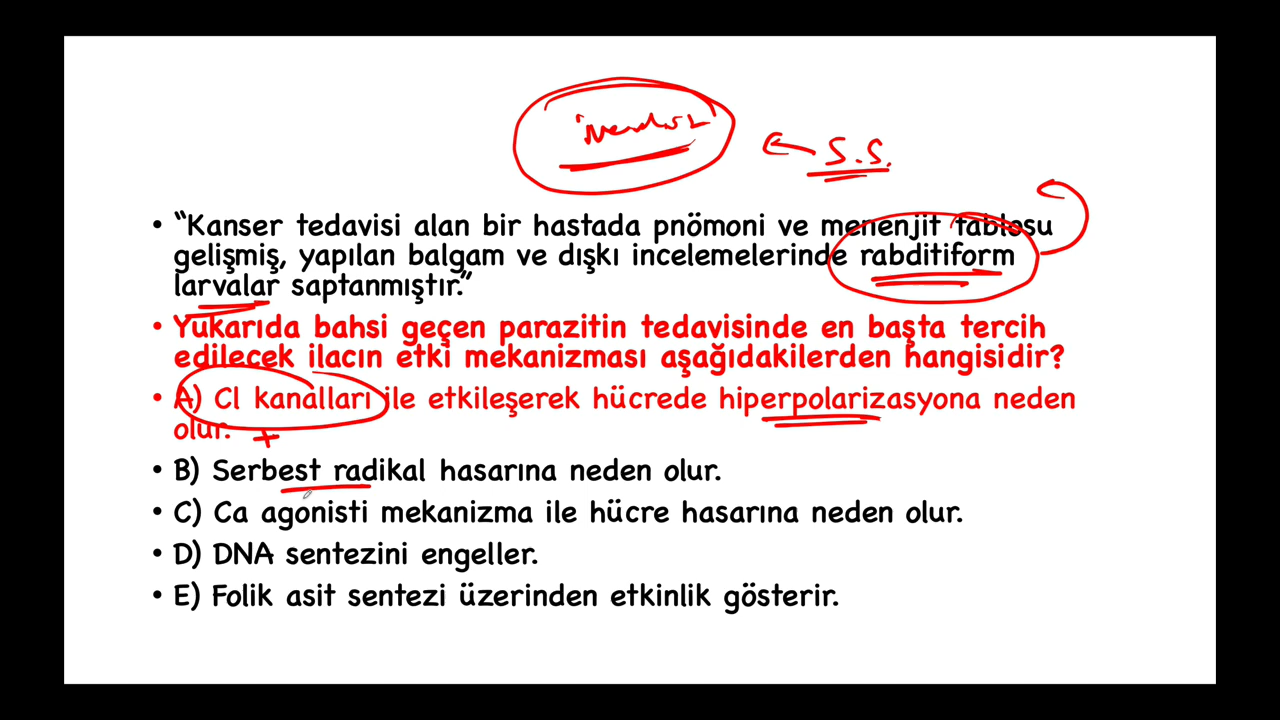 S.S.
• “Kanser tedavisi alan bir hastada pnömoni ve menenjit tablosu
gelişmiş, yapılan balgam ve dışkı incelemelerinde rabditiform
larvalar saptanmıştır.”
• Yukarıda bahsi geçen parazitin tedavisinde en başta tercih
edilecek ilacın etki mekanizması aşağıdakilerden hangisidir?
• A) Cl kanalları ile etkileşerek hücrede hiperpolarizasyona neden
olur. +
• B) Serbest radikal hasarına neden olur.
• C) Ca agonisti mekanizma ile hücre hasarına neden olur.
• D) DNA sentezini engeller.
• E) Folik asit sentezi üzerinden etkinlik gösterir.